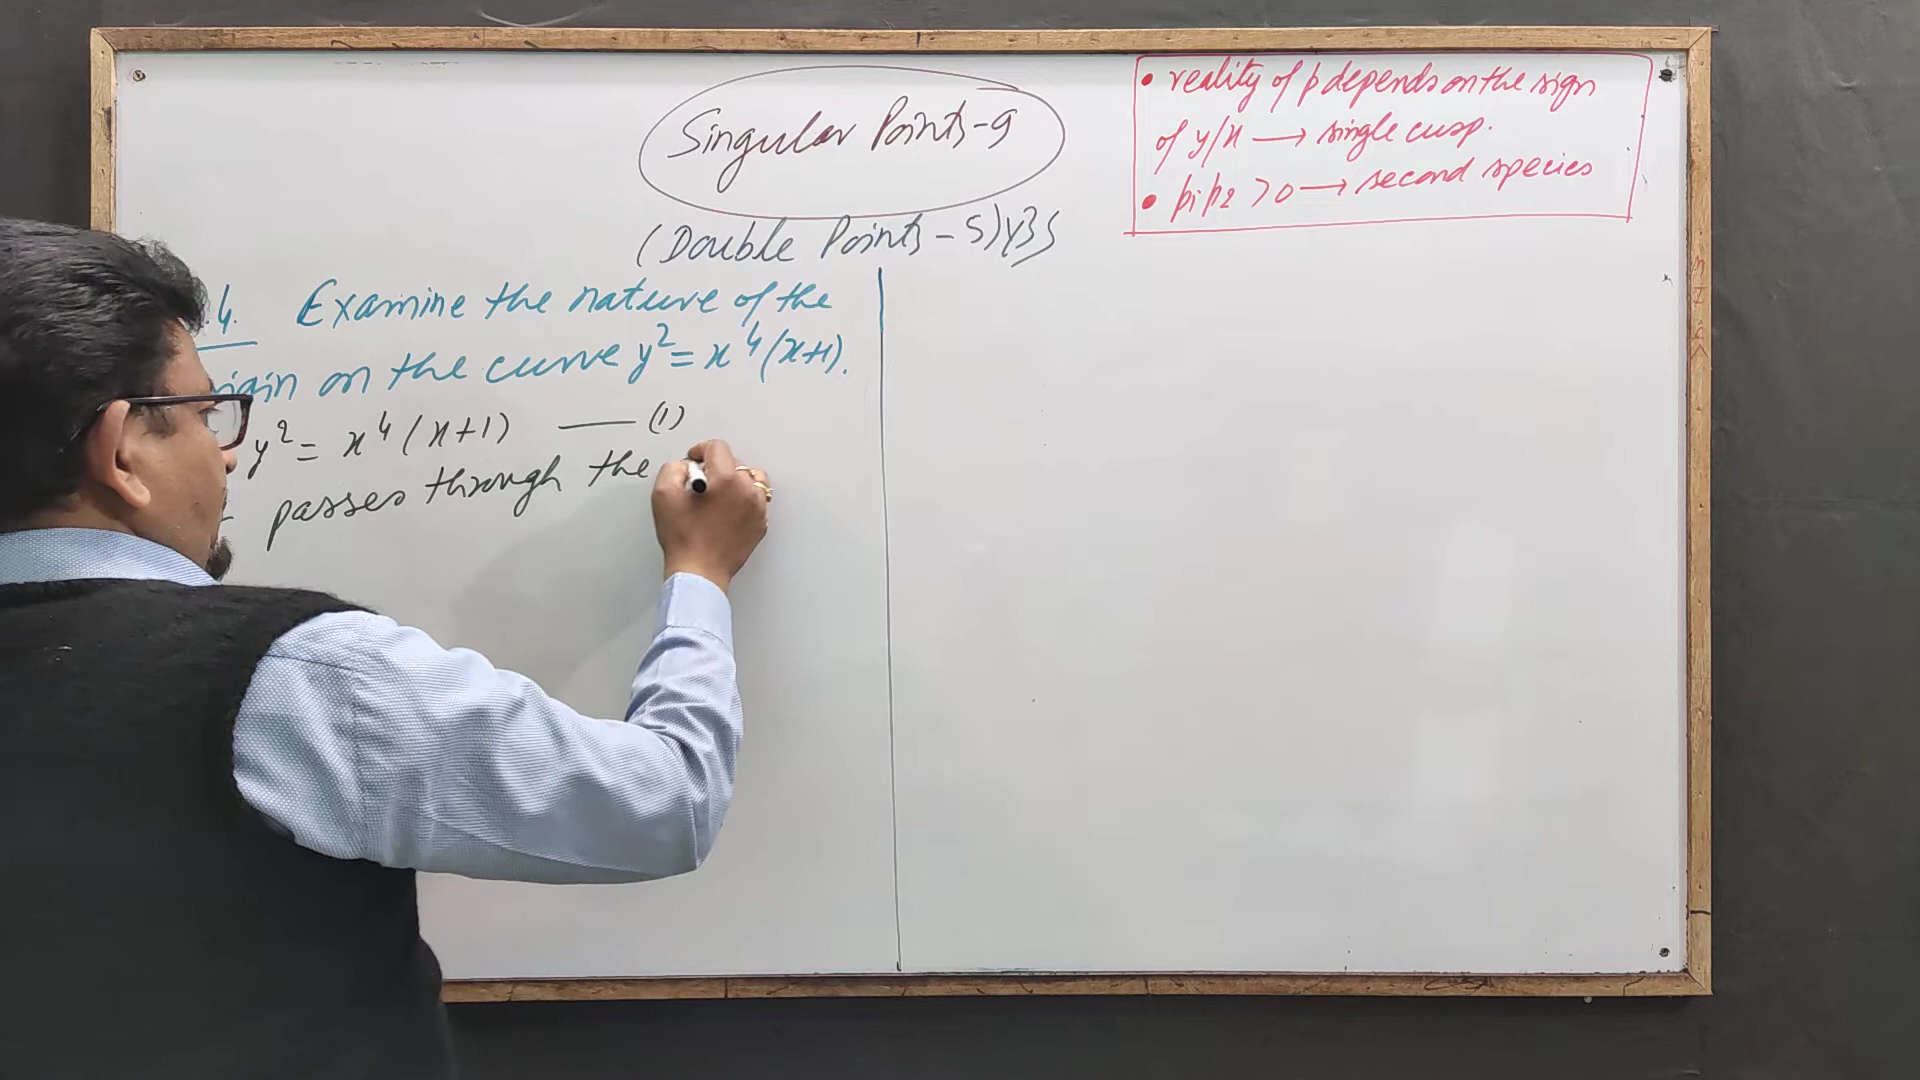 Singular Points-9
(Double Points-5) y3s
• reality of p depends on the sign
of y/x → single cusp.
• p1p2 >0 → second species
.4. Examine the nature of the
origin on the curve y² = x⁴(x+1).
y² = x⁴(x+1) —— (1)
passes through the